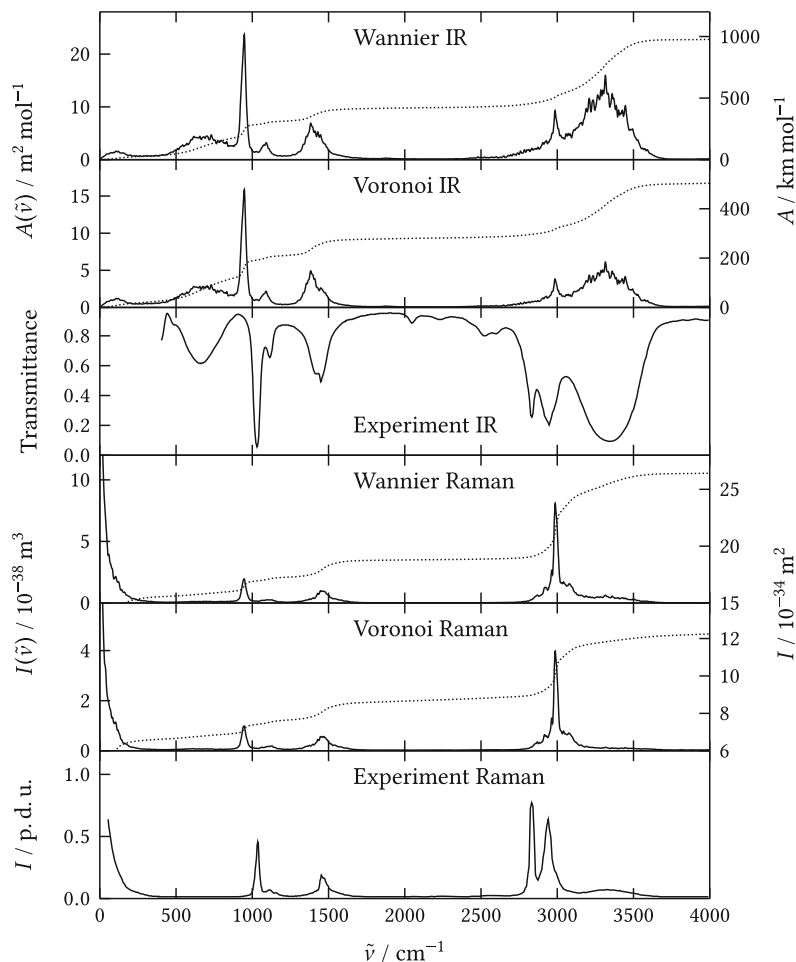 Wannier IR
20
10
0
1000
500
0
Voronoi IR
15
10
5
0
400
200
0
A(ν̃) / m² mol⁻¹
A / km mol⁻¹
Experiment IR
0.8
0.6
0.4
0.2
0.0
Transmittance
Wannier Raman
10
5
0
25
20
15
Voronoi Raman
4
2
0
12
10
8
6
I(ν̃) / 10⁻³⁸ m³
I / 10⁻³⁴ m²
Experiment Raman
1.0
0.5
0.0
I / p. d. u.
0 500 1000 1500 2000 2500 3000 3500 4000
ν̃ / cm⁻¹